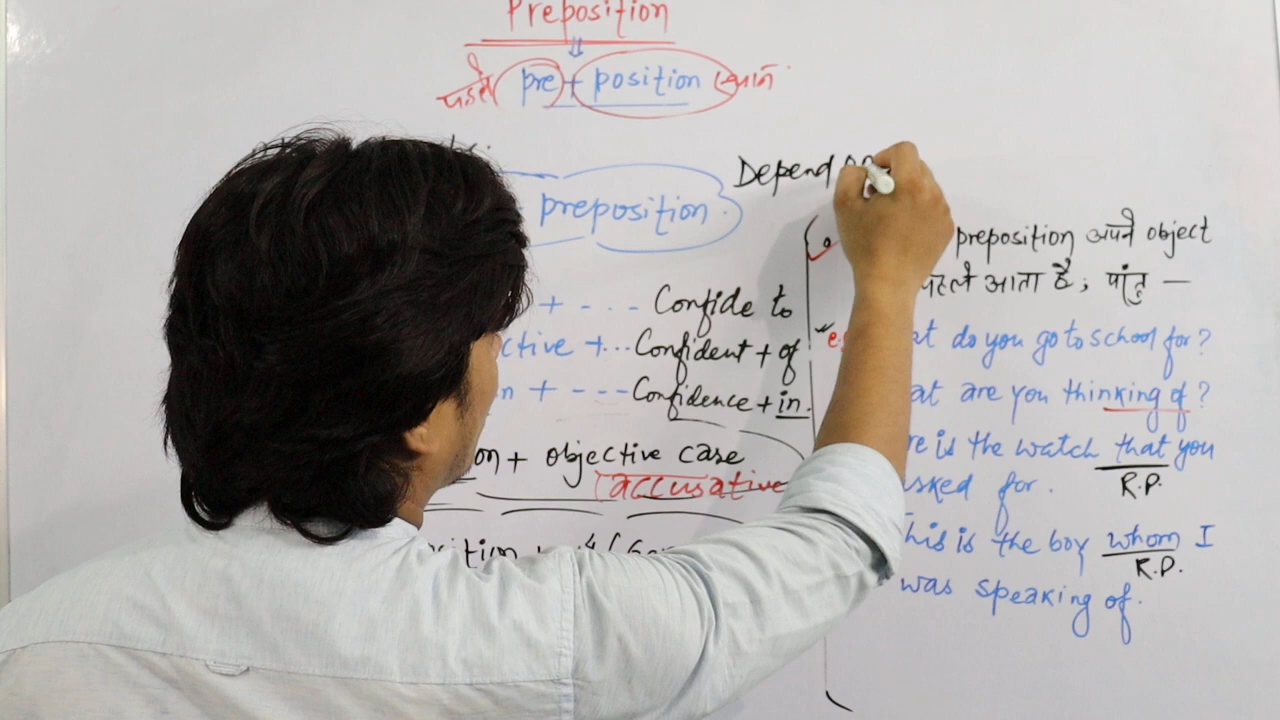 Preposition
पहले pre + position स्थान
Depend on
preposition
+ .... Confide to
ctive + ... Confident + of
n + ---- Confidence + in.
on + objective case
accusative
preposition अपने object
पहले आता है; परंतु —
at do you go to school for?
at are you thinking of?
re is the watch that you
R.P.
asked for.
his is the boy whom I
R.P.
was speaking of.